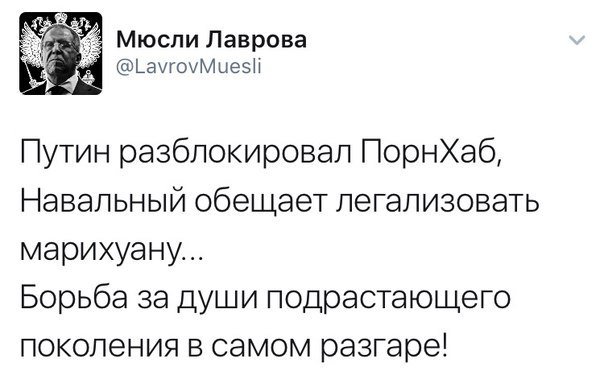 Мюсли Лаврова
@LavrovMuesli
Путин разблокировал ПорнХаб,
Навальный обещает легализовать
марихуану...
Борьба за души подрастающего
поколения в самом разгаре!